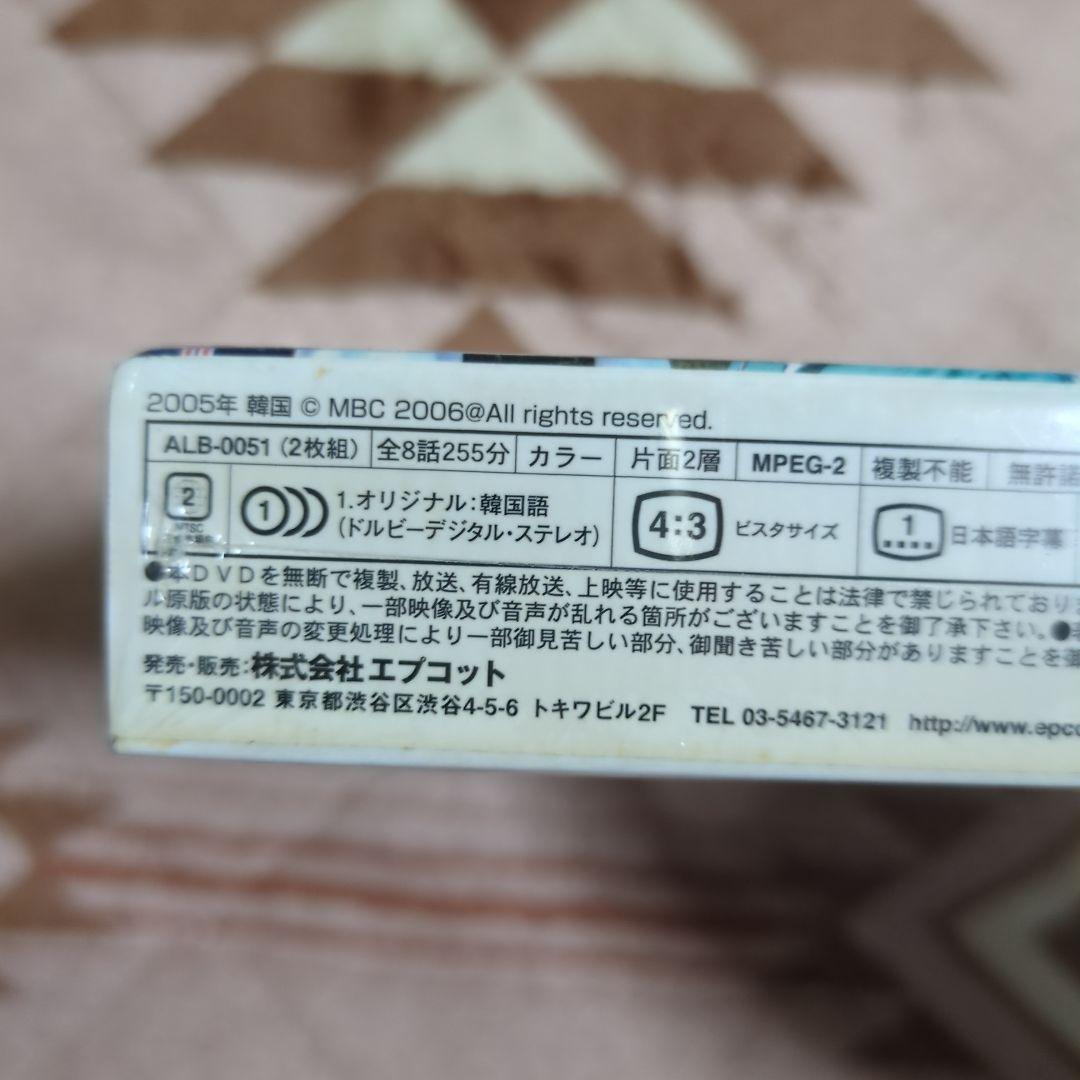 2005年 韓国 © MBC 2006@All rights reserved.
ALB-0051(2枚組) 全8話255分 カラー 片面2層 MPEG-2 複製不能 無許諾
2 NTSC
1 1.オリジナル:韓国語
(ドルビーデジタル・ステレオ)
4:3 ビスタサイズ
1 日本語字幕
●本DVDを無断で複製、放送、有線放送、上映等に使用することは法律で禁じられており
ル原版の状態により、一部映像及び音声が乱れる箇所がございますことを御了承下さい。●
映像及び音声の変更処理により一部御見苦しい部分、御聞き苦しい部分がありますことを御
発売・販売:株式会社エプコット
〒150-0002 東京都渋谷区渋谷4-5-6 トキワビル2F TEL 03-5467-3121 http://www.epco